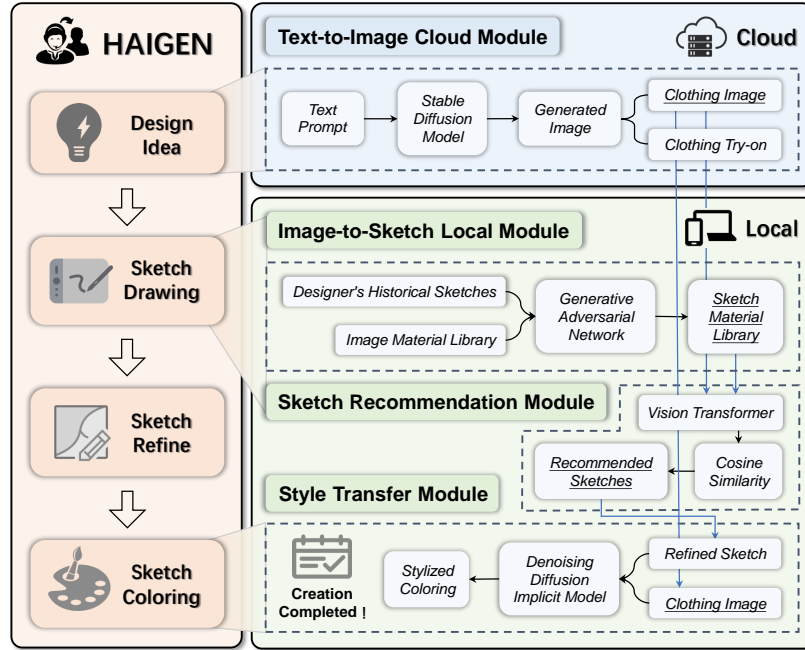 HAIGEN
Design
Idea
Sketch
Drawing
Sketch
Refine
Sketch
Coloring
Text-to-Image Cloud Module
Cloud
Text
Prompt
Stable
Diffusion
Model
Generated
Image
Clothing Image
Clothing Try-on
Image-to-Sketch Local Module
Local
Designer's Historical Sketches
Image Material Library
Generative
Adversarial
Network
Sketch
Material
Library
Sketch Recommendation Module
Vision Transformer
Recommended
Sketches
Cosine
Similarity
Style Transfer Module
Creation
Completed !
Stylized
Coloring
Denoising
Diffusion
Implicit Model
Refined Sketch
Clothing Image